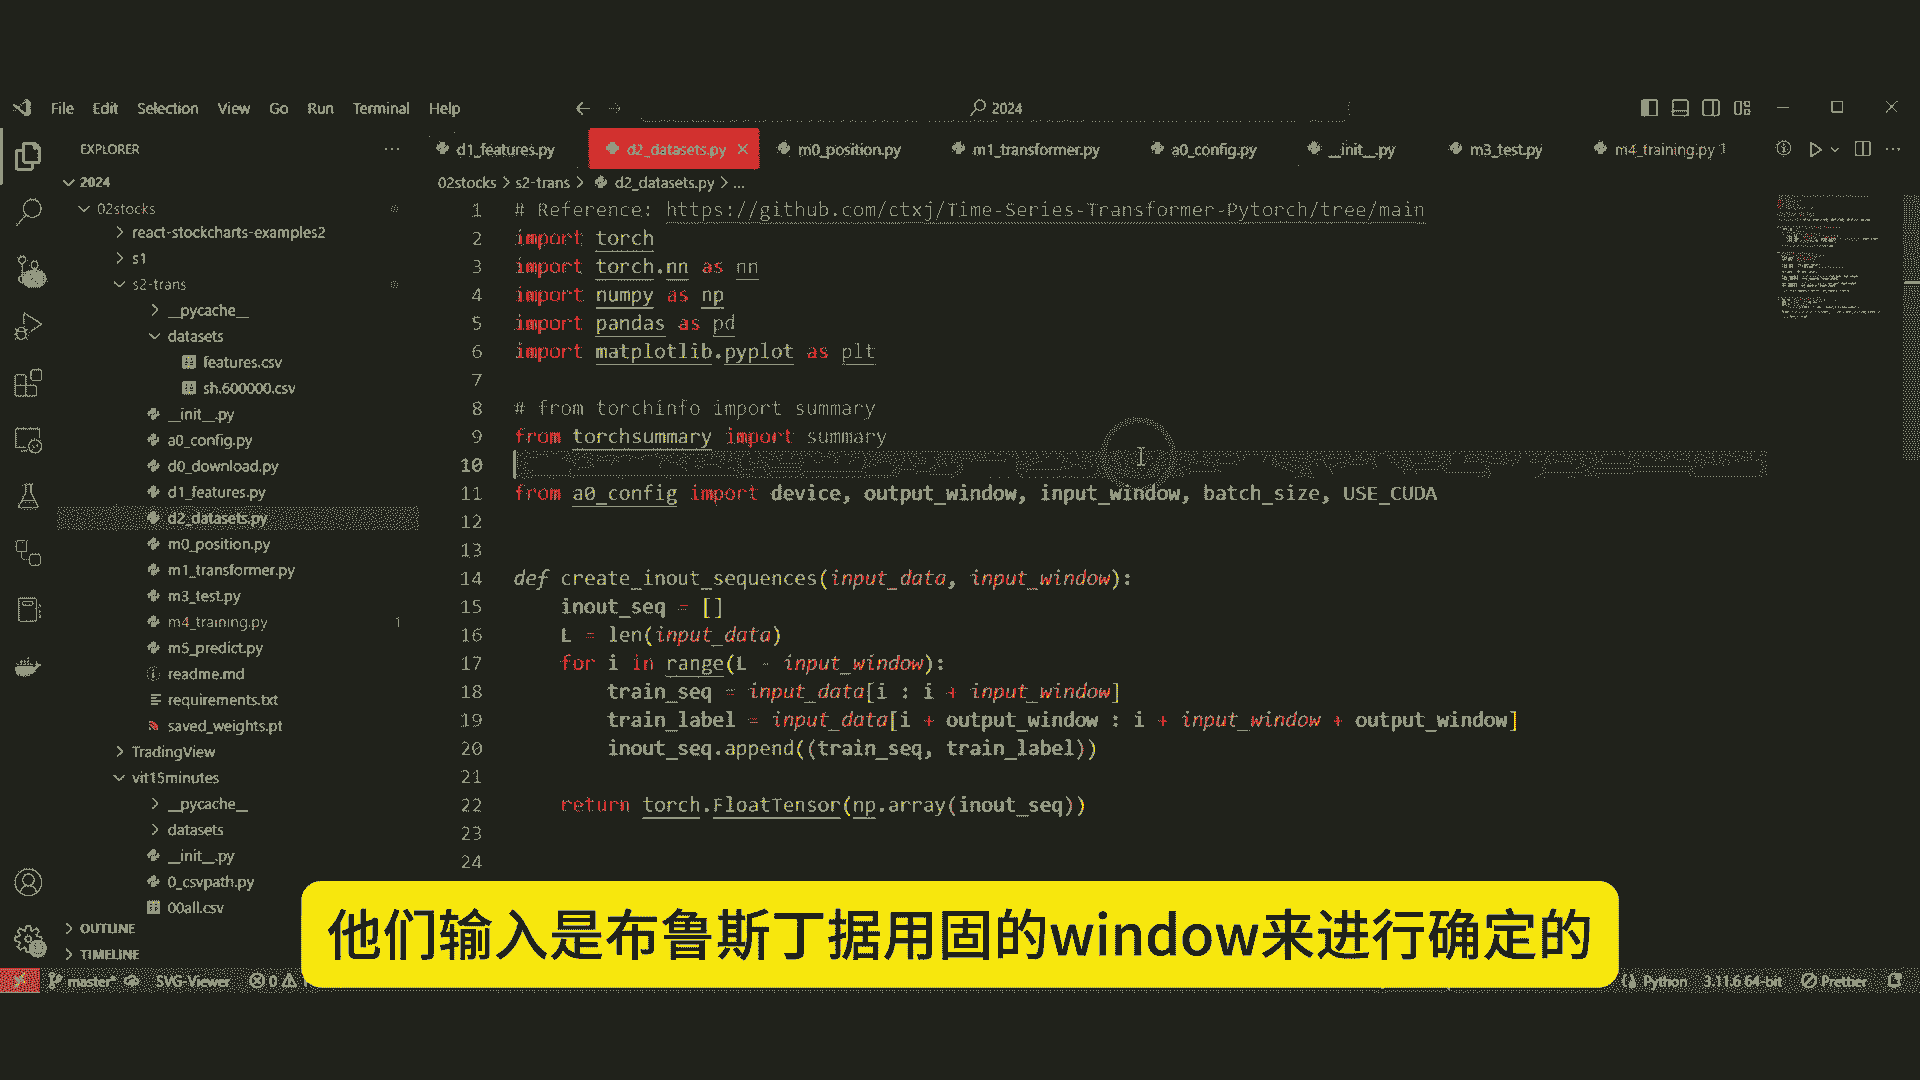 File Edit Selection View Go Run Terminal Help
2024
EXPLORER
d1_features.py
d2_datasets.py
m0_position.py
m1_transformer.py
a0_config.py
__init__.py
m3_test.py
m4_training.py 1
02stocks > s2-trans > d2_datasets.py > ...
2024
02stocks
react-stockcharts-examples2
s1
s2-trans
__pycache__
datasets
features.csv
sh.600000.csv
__init__.py
a0_config.py
d0_download.py
d1_features.py
d2_datasets.py
m0_position.py
m1_transformer.py
m3_test.py
m4_training.py 1
m5_predict.py
readme.md
requirements.txt
saved_weights.pt
TradingView
vit15minutes
__pycache__
datasets
__init__.py
0_csvpath.py
00all.csv
OUTLINE
TIMELINE
1 # Reference: https://github.com/ctxj/Time-Series-Transformer-Pytorch/tree/main
2 import torch
3 import torch.nn as nn
4 import numpy as np
5 import pandas as pd
6 import matplotlib.pyplot as plt
7
8 # from torchinfo import summary
9 from torchsummary import summary
10
11 from a0_config import device, output_window, input_window, batch_size, USE_CUDA
12
13
14 def create_inout_sequences(input_data, input_window):
15 inout_seq = []
16 L = len(input_data)
17 for i in range(L - input_window):
18 train_seq = input_data[i : i + input_window]
19 train_label = input_data[i + output_window : i + input_window + output_window]
20 inout_seq.append((train_seq, train_label))
21
22 return torch.FloatTensor(np.array(inout_seq))
23
24
他们输入是布鲁斯丁据用固的window来进行确定的
master* SVG-Viewer 0 Python 3.11.6 64-bit Prettier